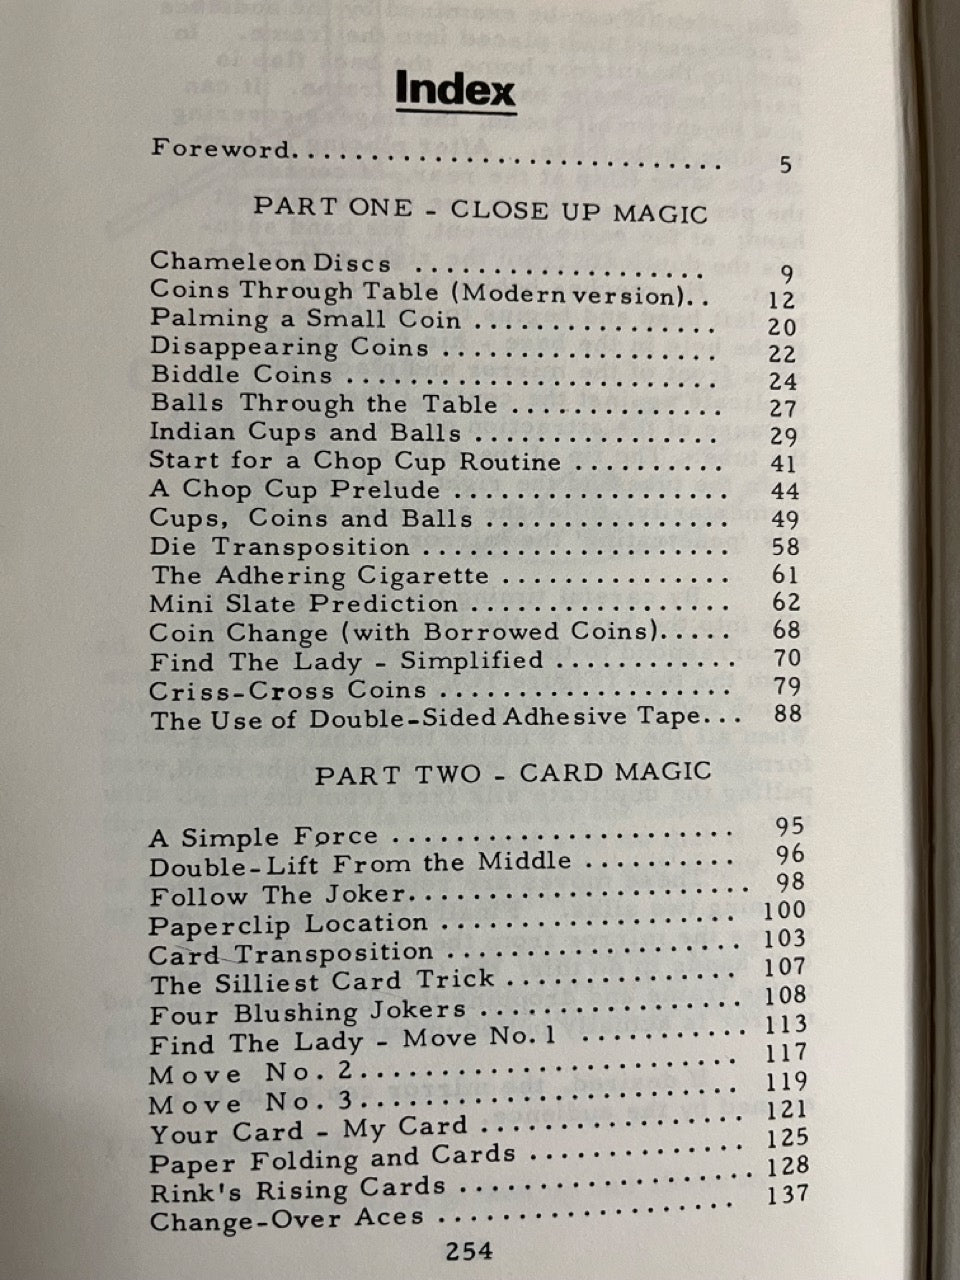 Index
Foreword.............................. 5
PART ONE - CLOSE UP MAGIC
Chameleon Discs ................... 9
Coins Through Table (Modern version).. 12
Palming a Small Coin ................ 20
Disappearing Coins .................. 22
Biddle Coins ........................ 24
Balls Through the Table .............. 27
Indian Cups and Balls ................ 29
Start for a Chop Cup Routine .......... 41
A Chop Cup Prelude .................. 44
Cups, Coins and Balls ................ 49
Die Transposition .................... 58
The Adhering Cigarette ............... 61
Mini Slate Prediction ................. 62
Coin Change (with Borrowed Coins)..... 68
Find The Lady - Simplified ............ 70
Criss-Cross Coins ................... 79
The Use of Double-Sided Adhesive Tape... 88
PART TWO - CARD MAGIC
A Simple Force ...................... 95
Double-Lift From the Middle .......... 96
Follow The Joker...................... 98
Paperclip Location .................... 100
Card Transposition ................... 103
The Silliest Card Trick ............... 107
Four Blushing Jokers ................. 108
Find The Lady - Move No. 1 ........... 113
Move No. 2........................ 117
Move No. 3........................ 119
Your Card - My Card ................. 121
Paper Folding and Cards .............. 125
Rink's Rising Cards ................... 128
Change-Over Aces ................... 137
254